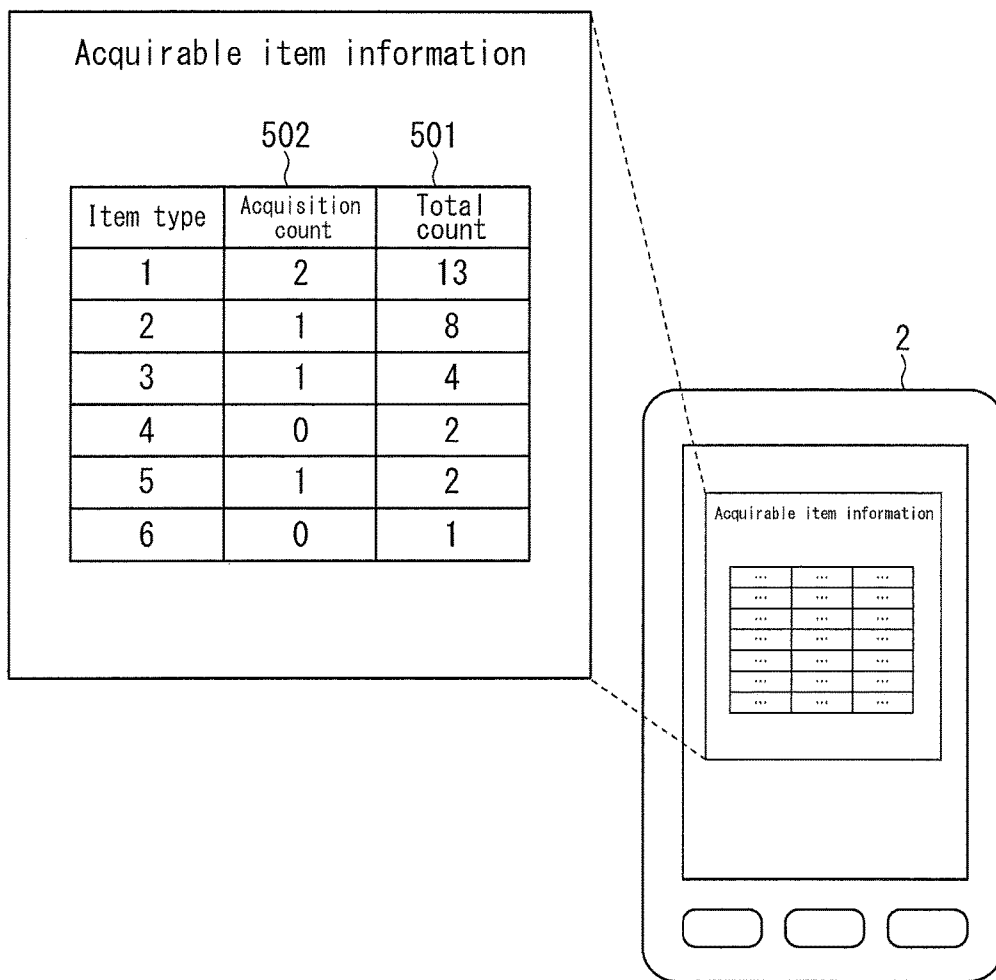 Acquirable item information
502 501
Item type Acquisition count Total count
1 2 13
2 1 8
3 1 4
4 0 2
5 1 2
6 0 1
2
Acquirable item information
... ... ...
... ... ...
... ... ...
... ... ...
... ... ...
... ... ...
... ... ...